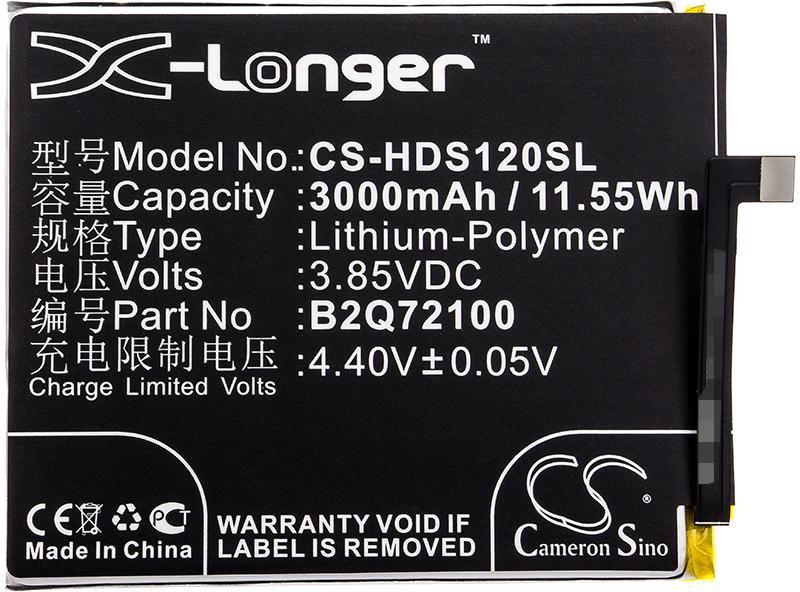 X-Longer™
型号Model No.:CS-HDS120SL
容量Capacity :3000mAh / 11.55Wh
规格Type :Lithium-Polymer
电压Volts :3.85VDC
编号Part No :B2Q72100
充电限制电压 :4.40V±0.05V
Charge Limited Volts
CE PCT
Made In China
WARRANTY VOID IF
LABEL IS REMOVED
CS®
Cameron Sino